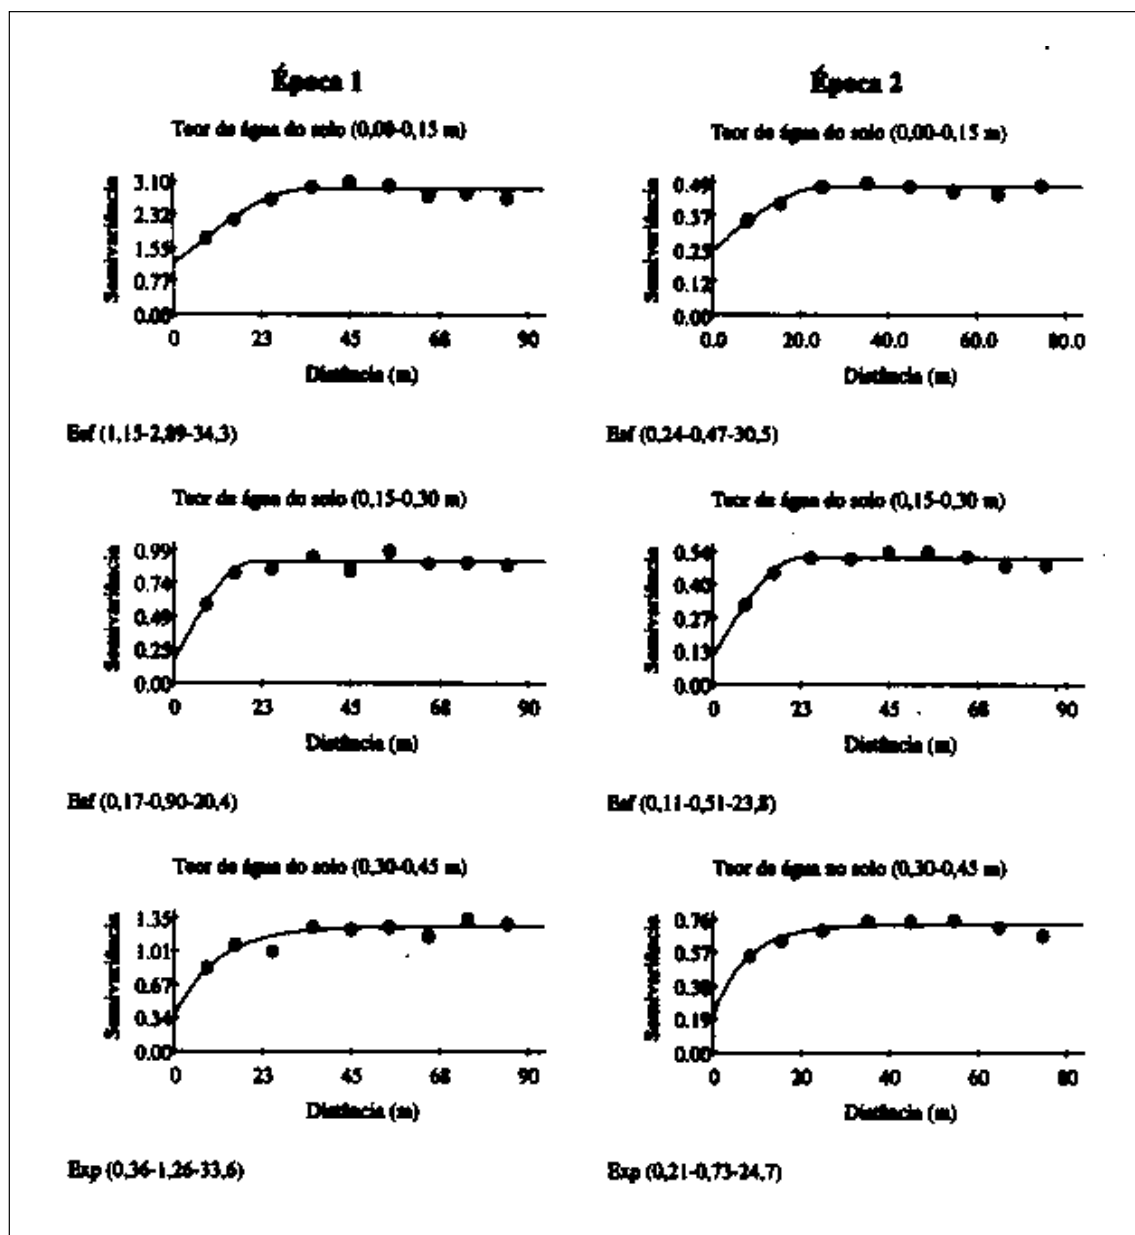 Época 1
Teor de água do solo (0,00-0,15 m)
Semivariância
3.10
2.32
1.55
0.77
0.00
0 23 45 68 90
Distância (m)
Esf (1,15-2,89-34,3)
Teor de água do solo (0,15-0,30 m)
Semivariância
0.99
0.74
0.49
0.25
0.00
0 23 45 68 90
Distância (m)
Esf (0,17-0,90-20,4)
Teor de água do solo (0,30-0,45 m)
Semivariância
1.35
1.01
0.67
0.34
0.00
0 23 45 68 90
Distância (m)
Exp (0,36-1,26-33,6)
Época 2
Teor de água do solo (0,00-0,15 m)
Semivariância
0.49
0.37
0.25
0.12
0.00
0.0 20.0 40.0 60.0 80.0
Distância (m)
Esf (0,24-0,47-30,5)
Teor de água do solo (0,15-0,30 m)
Semivariância
0.54
0.40
0.27
0.13
0.00
0 23 45 68 90
Distância (m)
Esf (0,11-0,51-23,8)
Teor de água no solo (0,30-0,45 m)
Semivariância
0.76
0.57
0.38
0.19
0.00
0 20 40 60 80
Distância (m)
Exp (0,21-0,73-24,7)